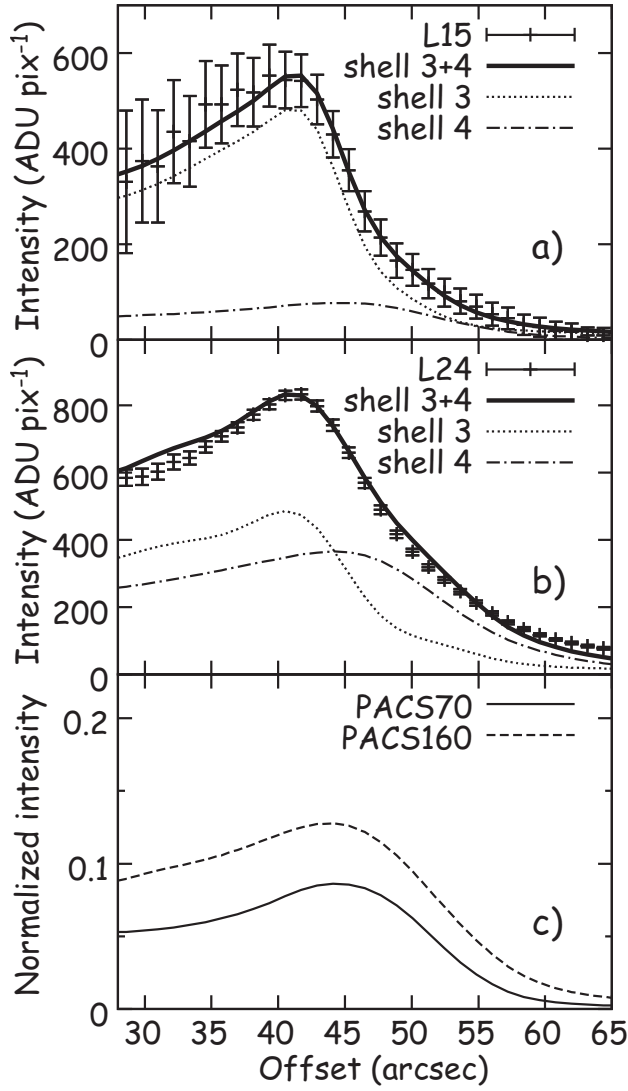 600
400
200
0
Intensity (ADU pix⁻¹)
L15
shell 3+4
shell 3
shell 4
a)
800
600
400
200
0
Intensity (ADU pix⁻¹)
L24
shell 3+4
shell 3
shell 4
b)
0.2
0.1
0
Normalized intensity
PACS70
PACS160
c)
30 35 40 45 50 55 60 65
Offset (arcsec)